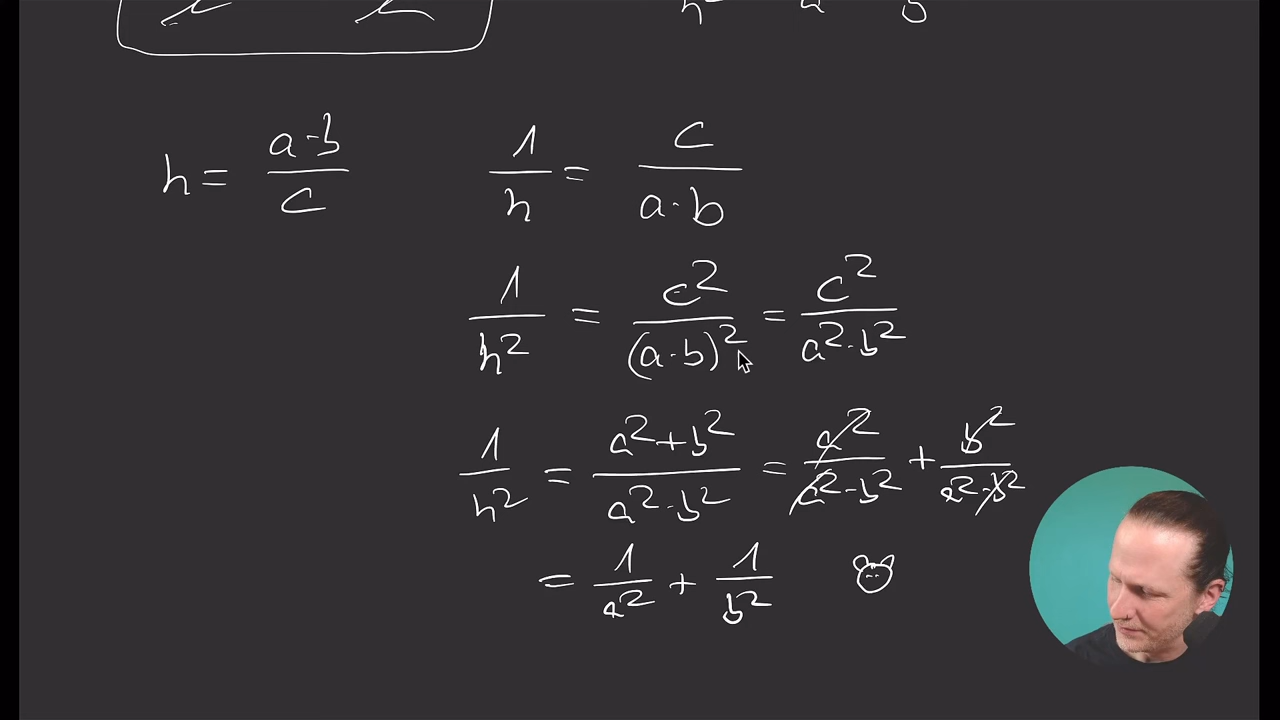 h² a b
h = a·b/c 1/h = c/(a·b)
1/h² = c²/(a·b)² = c²/(a²·b²)
1/h² = (a²+b²)/(a²·b²) = a²/(a²·b²) + b²/(a²·b²)
= 1/a² + 1/b²